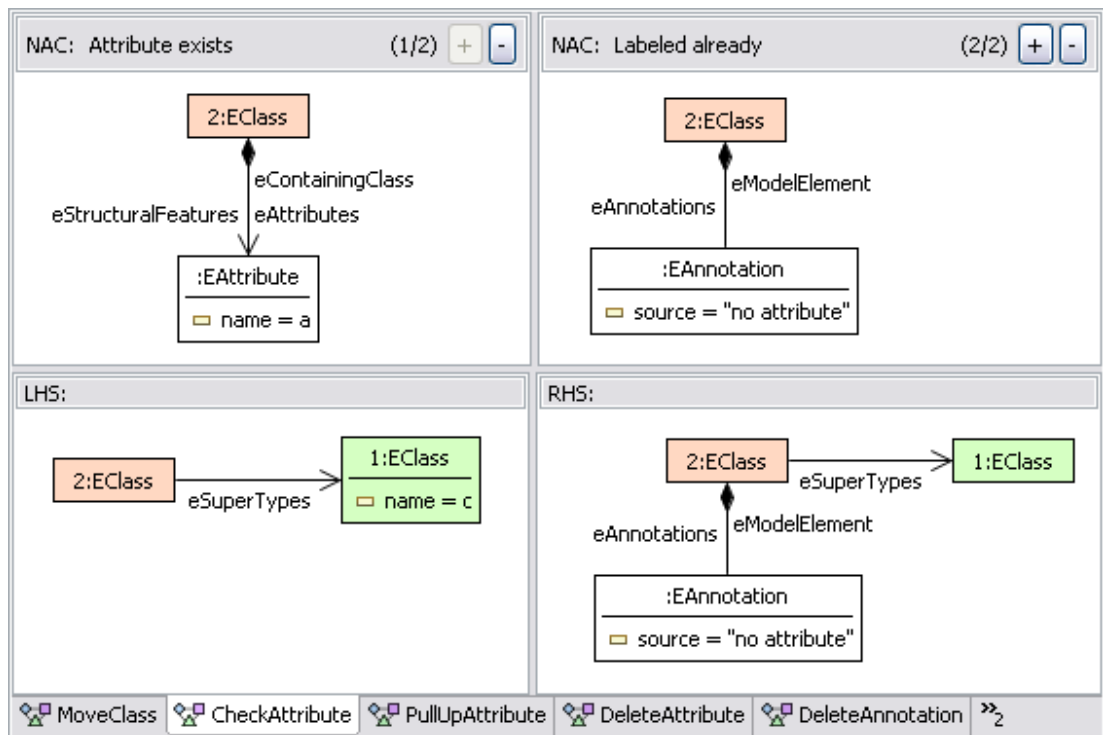 NAC: Attribute exists (1/2) + -
2:EClass
eContainingClass
eStructuralFeatures eAttributes
:EAttribute
name = a
NAC: Labeled already (2/2) + -
2:EClass
eModelElement
eAnnotations
:EAnnotation
source = "no attribute"
LHS:
2:EClass
eSuperTypes
1:EClass
name = c
RHS:
2:EClass
eSuperTypes
1:EClass
eModelElement
eAnnotations
:EAnnotation
source = "no attribute"
MoveClass CheckAttribute PullUpAttribute DeleteAttribute DeleteAnnotation »2